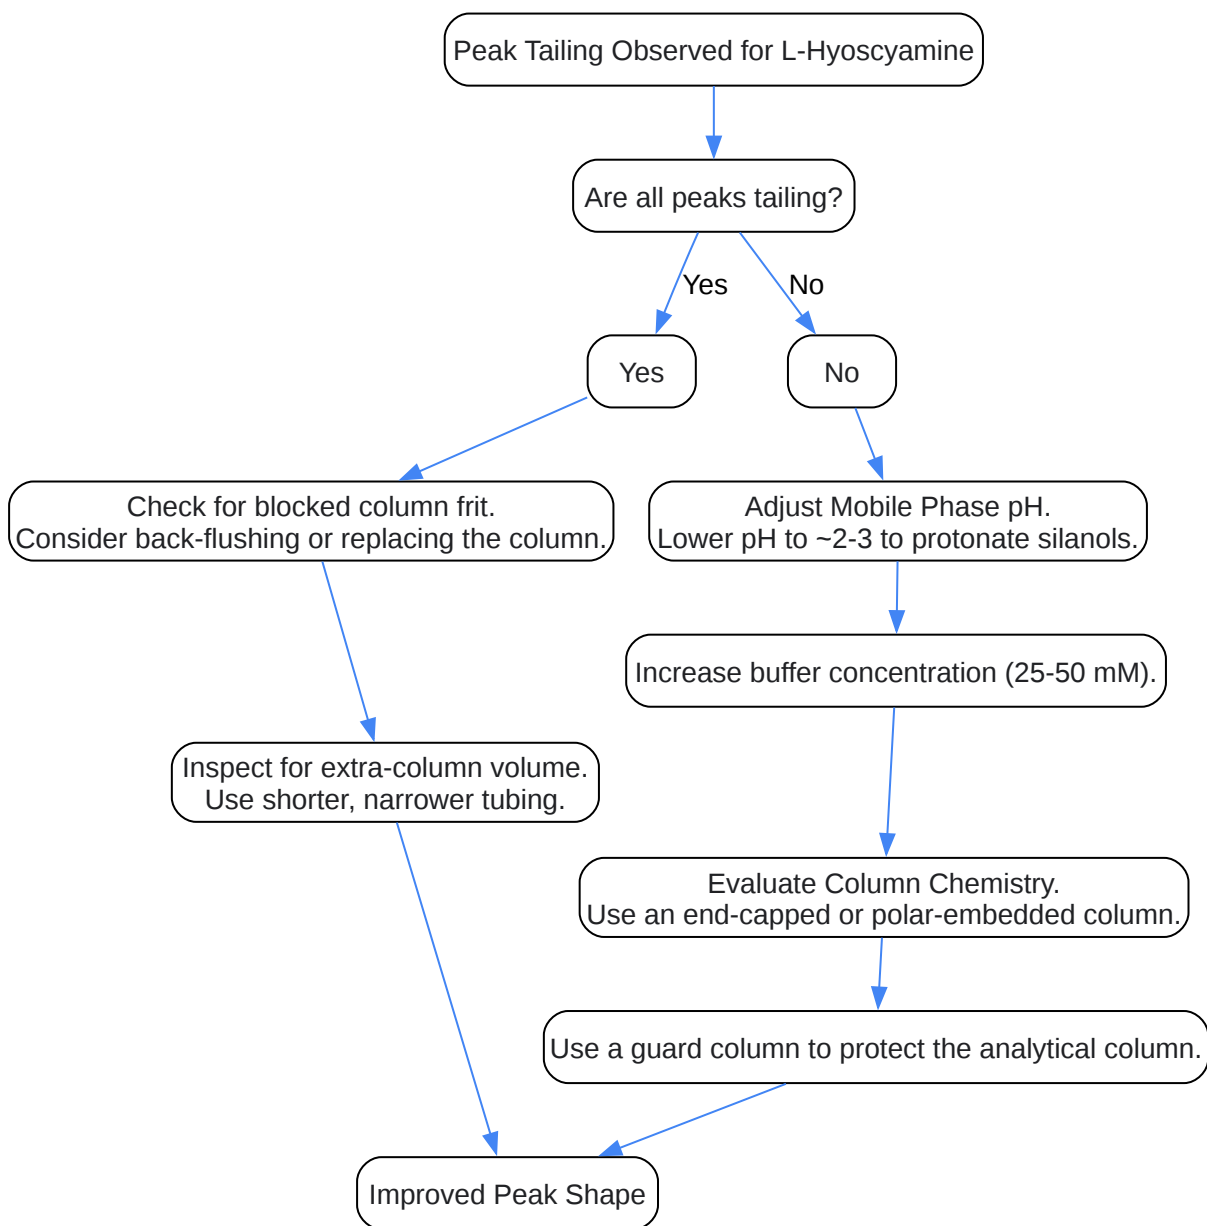 Peak Tailing Observed for L-Hyoscyamine
Are all peaks tailing?
Yes
No
Yes
No
Check for blocked column frit.
Consider back-flushing or replacing the column.
Adjust Mobile Phase pH.
Lower pH to ~2-3 to protonate silanols.
Increase buffer concentration (25-50 mM).
Inspect for extra-column volume.
Use shorter, narrower tubing.
Evaluate Column Chemistry.
Use an end-capped or polar-embedded column.
Use a guard column to protect the analytical column.
Improved Peak Shape